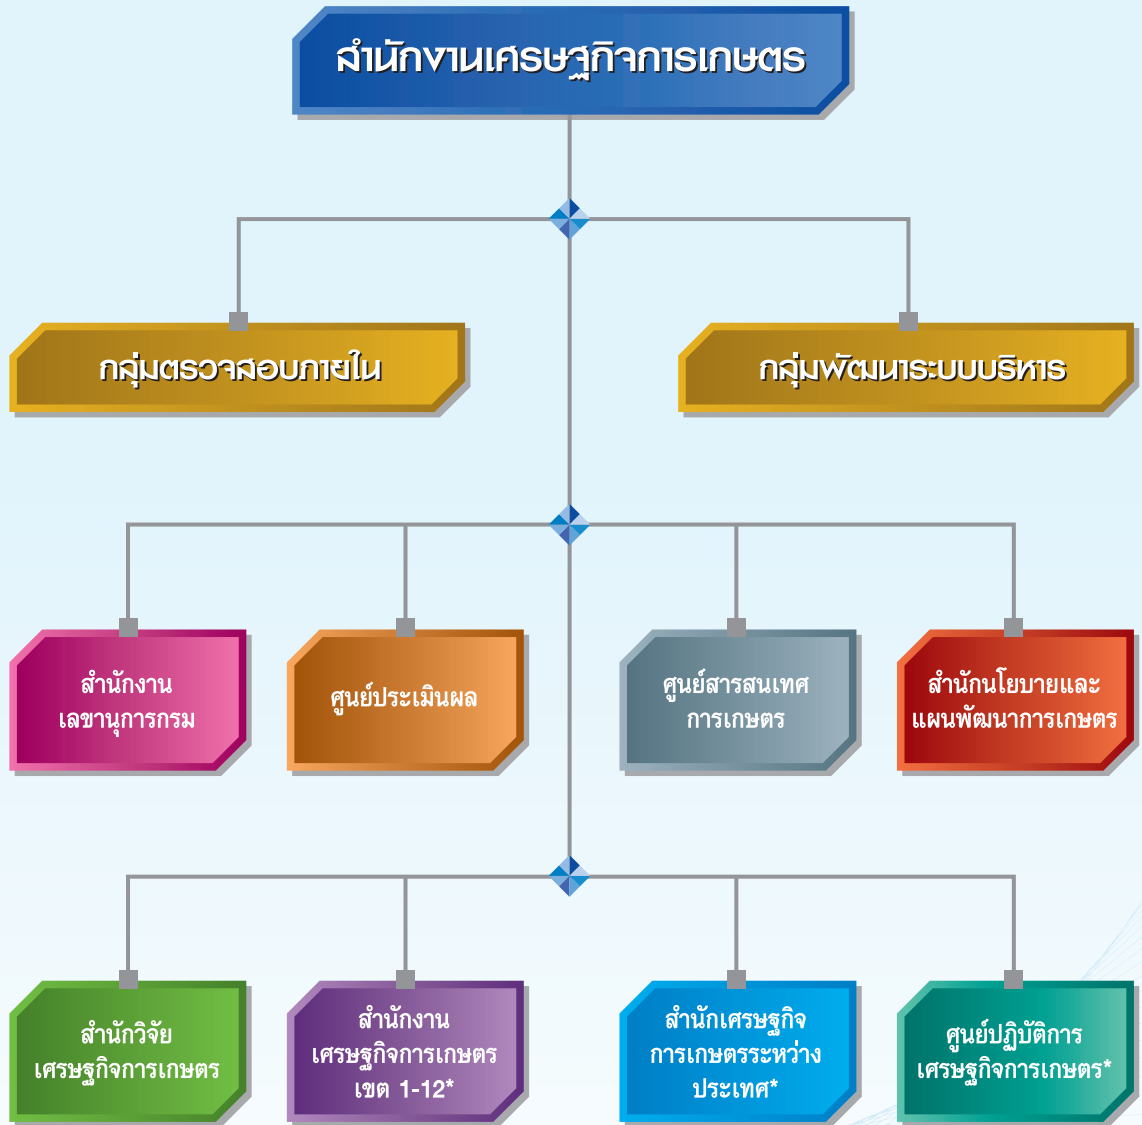 สำนักงานเศรษฐกิจการเกษตร
กลุ่มตรวจสอบภายใน
กลุ่มพัฒนาระบบบริหาร
สำนักงาน
เลขานุการกรม
ศูนย์ประเมินผล
ศูนย์สารสนเทศ
การเกษตร
สำนักนโยบายและ
แผนพัฒนาการเกษตร
สำนักวิจัย
เศรษฐกิจการเกษตร
สำนักงาน
เศรษฐกิจการเกษตร
เขต 1-12*
สำนักเศรษฐกิจ
การเกษตรระหว่าง
ประเทศ*
ศูนย์ปฏิบัติการ
เศรษฐกิจการเกษตร*